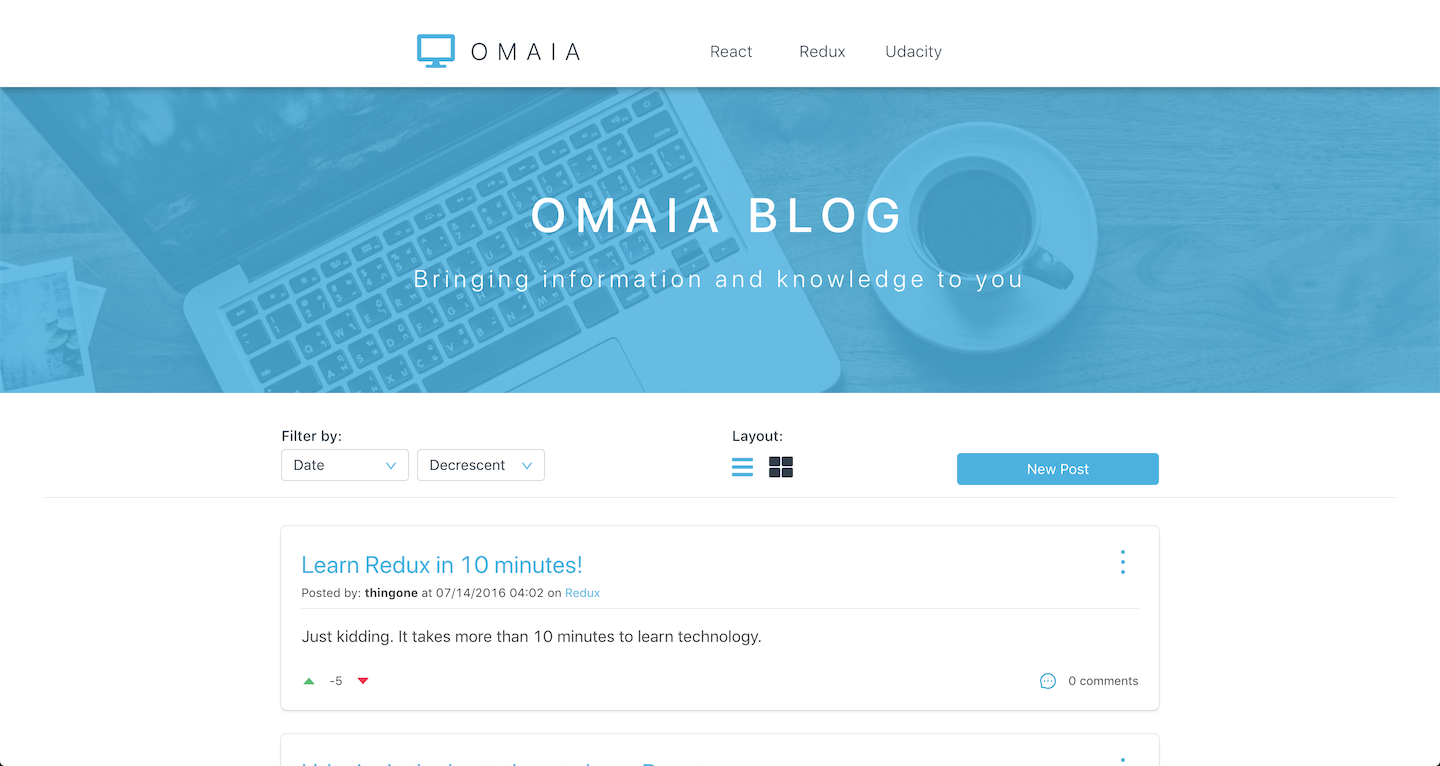 OMAIA
React Redux Udacity
OMAIA BLOG
Bringing information and knowledge to you
Filter by:
Layout:
Date
Decrescent
New Post
Learn Redux in 10 minutes!
Posted by: thingone at 07/14/2016 04:02 on Redux
Just kidding. It takes more than 10 minutes to learn technology.
-5
0 comments